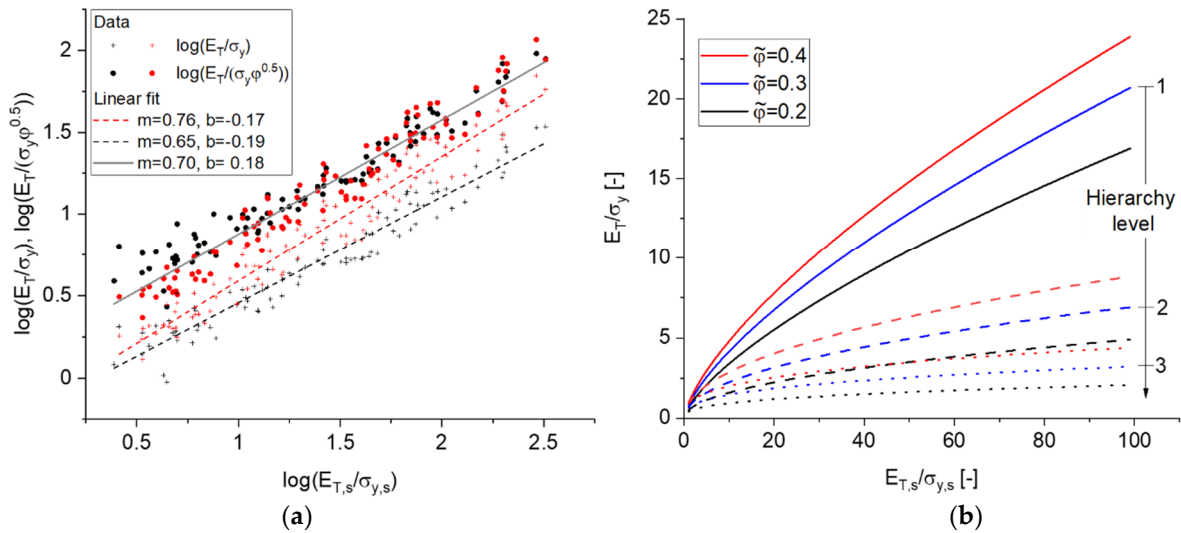 Data
log(E_T/σ_y)
log(E_T/(σ_yφ^0.5))
Linear fit
m=0.76, b=-0.17
m=0.65, b=-0.19
m=0.70, b= 0.18
log(E_T/σ_y), log(E_T/(σ_yφ^0.5))
2
1.5
1.0
0.5
0
0.5
1
1.5
2
2.5
log(E_T,s/σ_y,s)
(a)
φ̃=0.4
φ̃=0.3
φ̃=0.2
E_T/σ_y [-]
25
20
15
10
5
0
0
20
40
60
80
100
E_T,s/σ_y,s [-]
1
Hierarchy
level
2
3
(b)